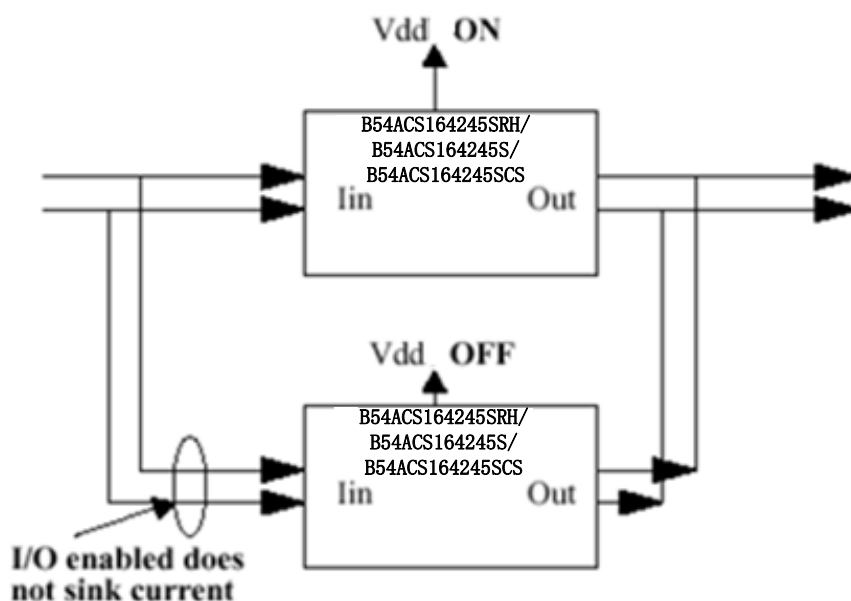 Vdd ON
B54ACS164245SRH/
B54ACS164245S/
B54ACS164245SCS
Iin Out
Vdd OFF
B54ACS164245SRH/
B54ACS164245S/
B54ACS164245SCS
Iin Out
I/O enabled does
not sink current